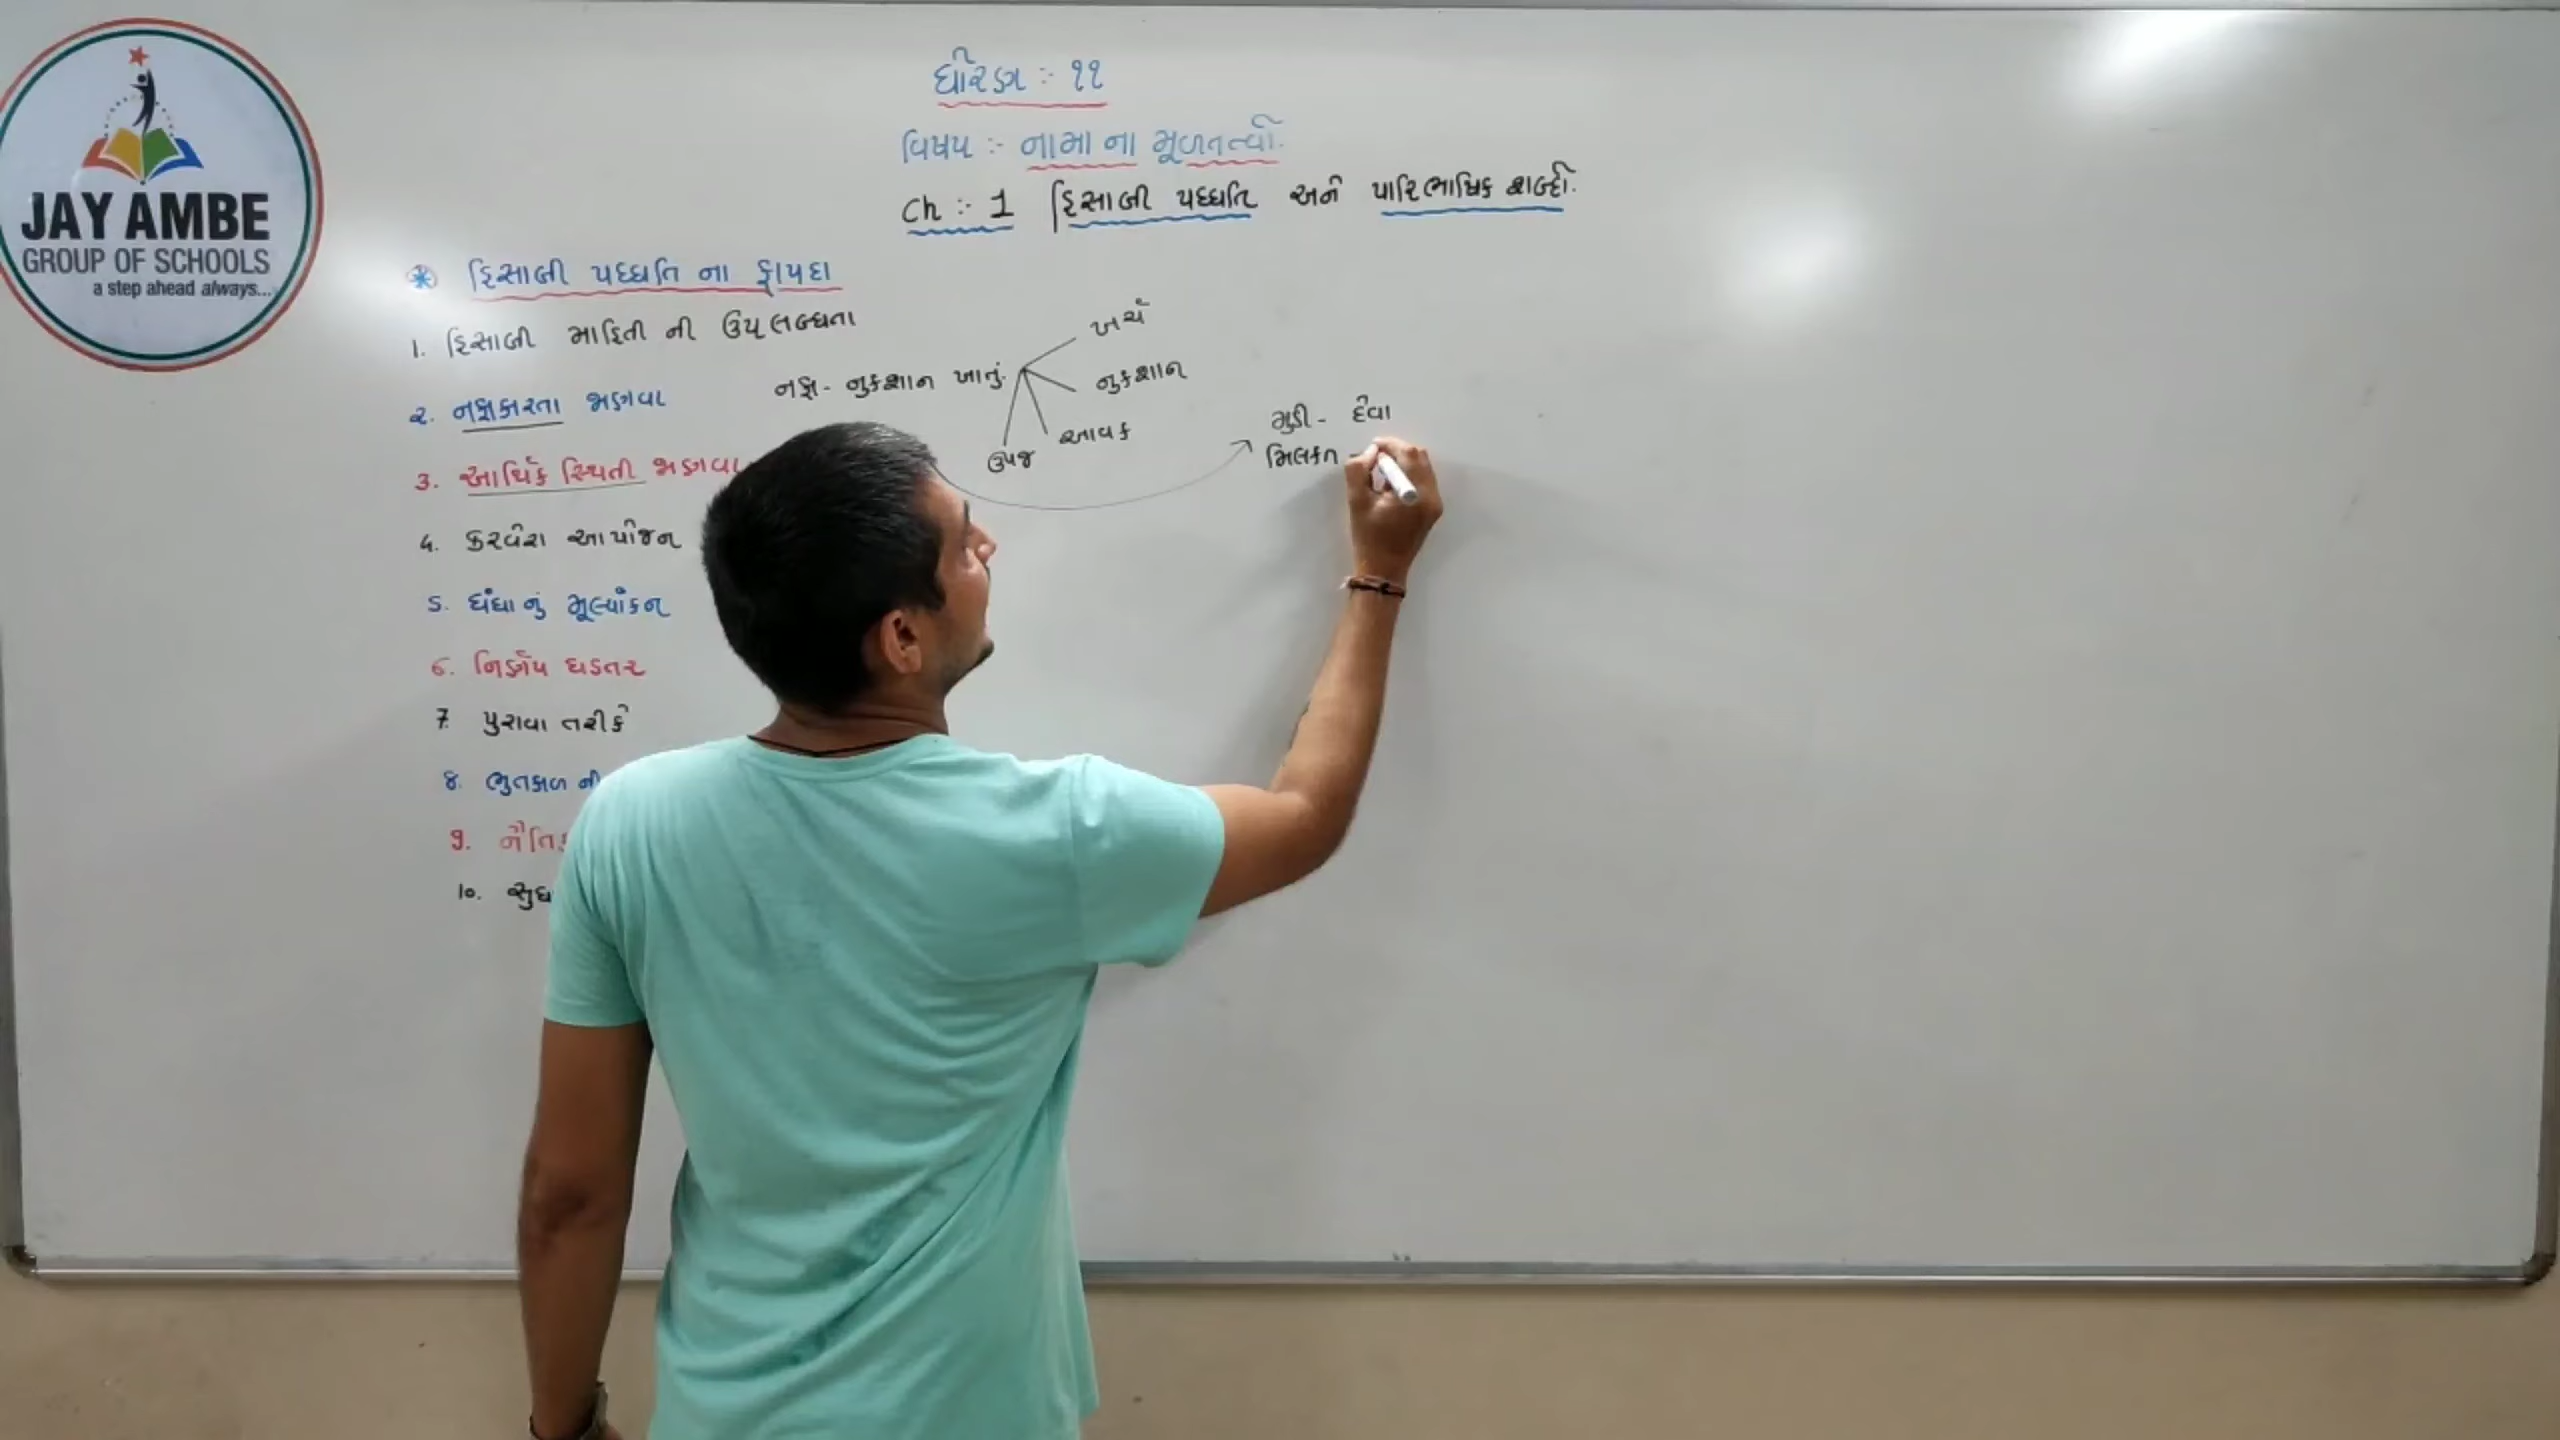 JAY AMBE
GROUP OF SCHOOLS
a step ahead always...
ધોરણ :- ૧૧
વિષય :- નામા ના મૂળતત્વો.
Ch :- 1 હિસાબી પધ્ધતિ અને પારિભાષિક શબ્દો.
* હિસાબી પધ્ધતિ ના ફાયદા
1. હિસાબી માહિતી ની ઉપલબ્ધતા
૨. નફાકારતા જાણવા
3. આર્થિક સ્થિતી જાણવા
4. કરવેરા આયોજન
5. ધંધા નું મૂલ્યાંકન
૬. નિર્ણય ઘડતર
7. પુરાવા તરીકે
8. ભુતકાળ ની
9. નૈતિક
10. સુધા
નફા - નુકશાન ખાતું.
ખર્ચ
નુકશાન
આવક
ઉપજ
મુડી - દેવા
મિલકત -